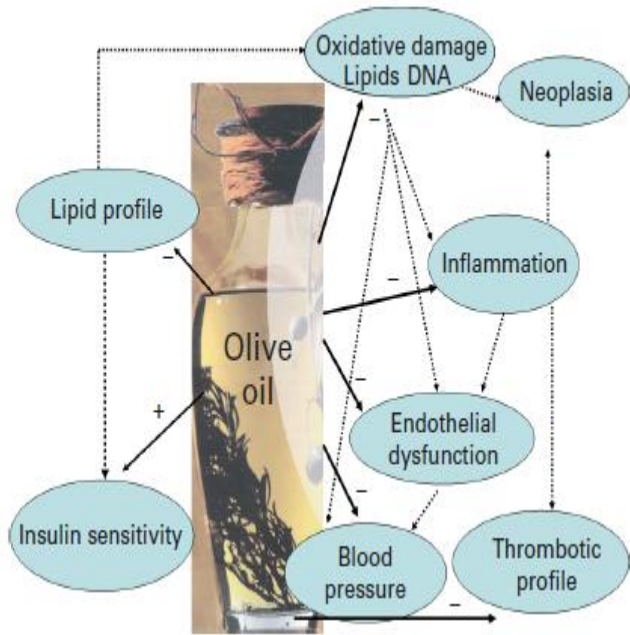 Oxidative damage
Lipids DNA
Neoplasia
–
Lipid profile
–
Inflammation
–
Olive
oil
–
+
Endothelial
dysfunction
–
Insulin sensitivity
Blood
pressure
Thrombotic
profile
–